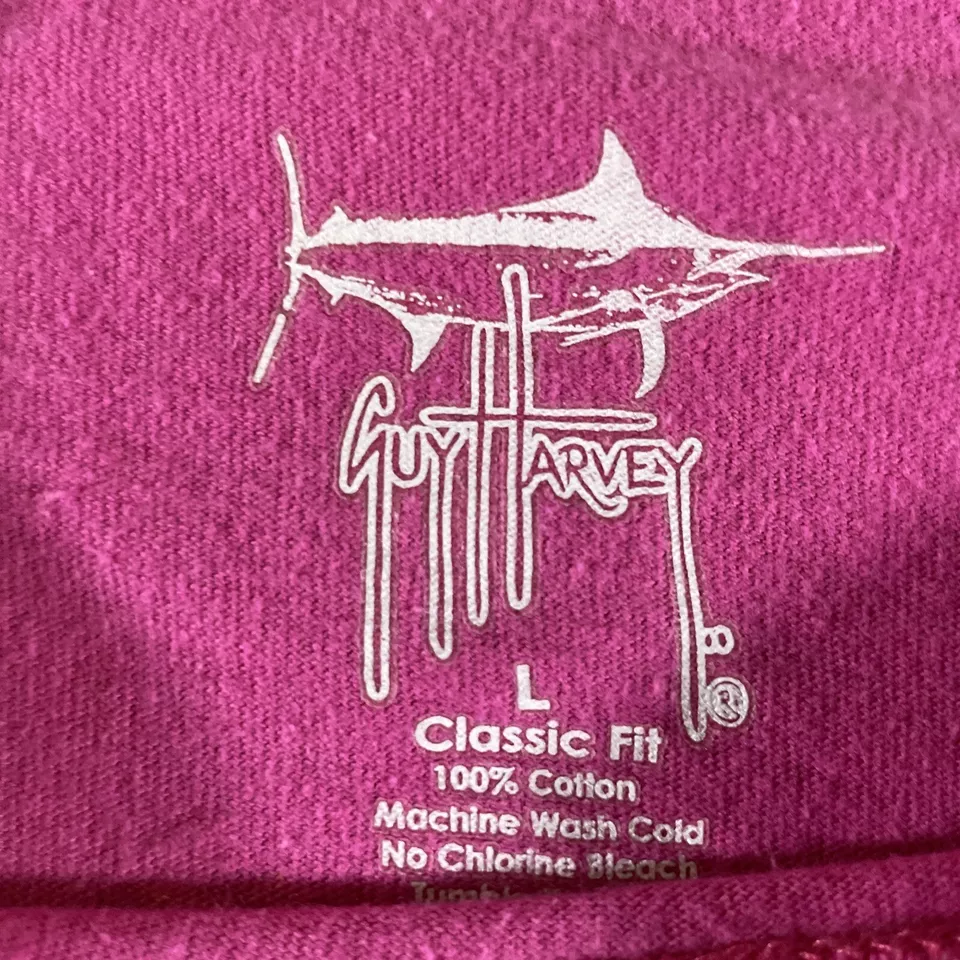 GUY HARVEY
®
L
Classic Fit
100% Cotton
Machine Wash Cold
No Chlorine Bleach